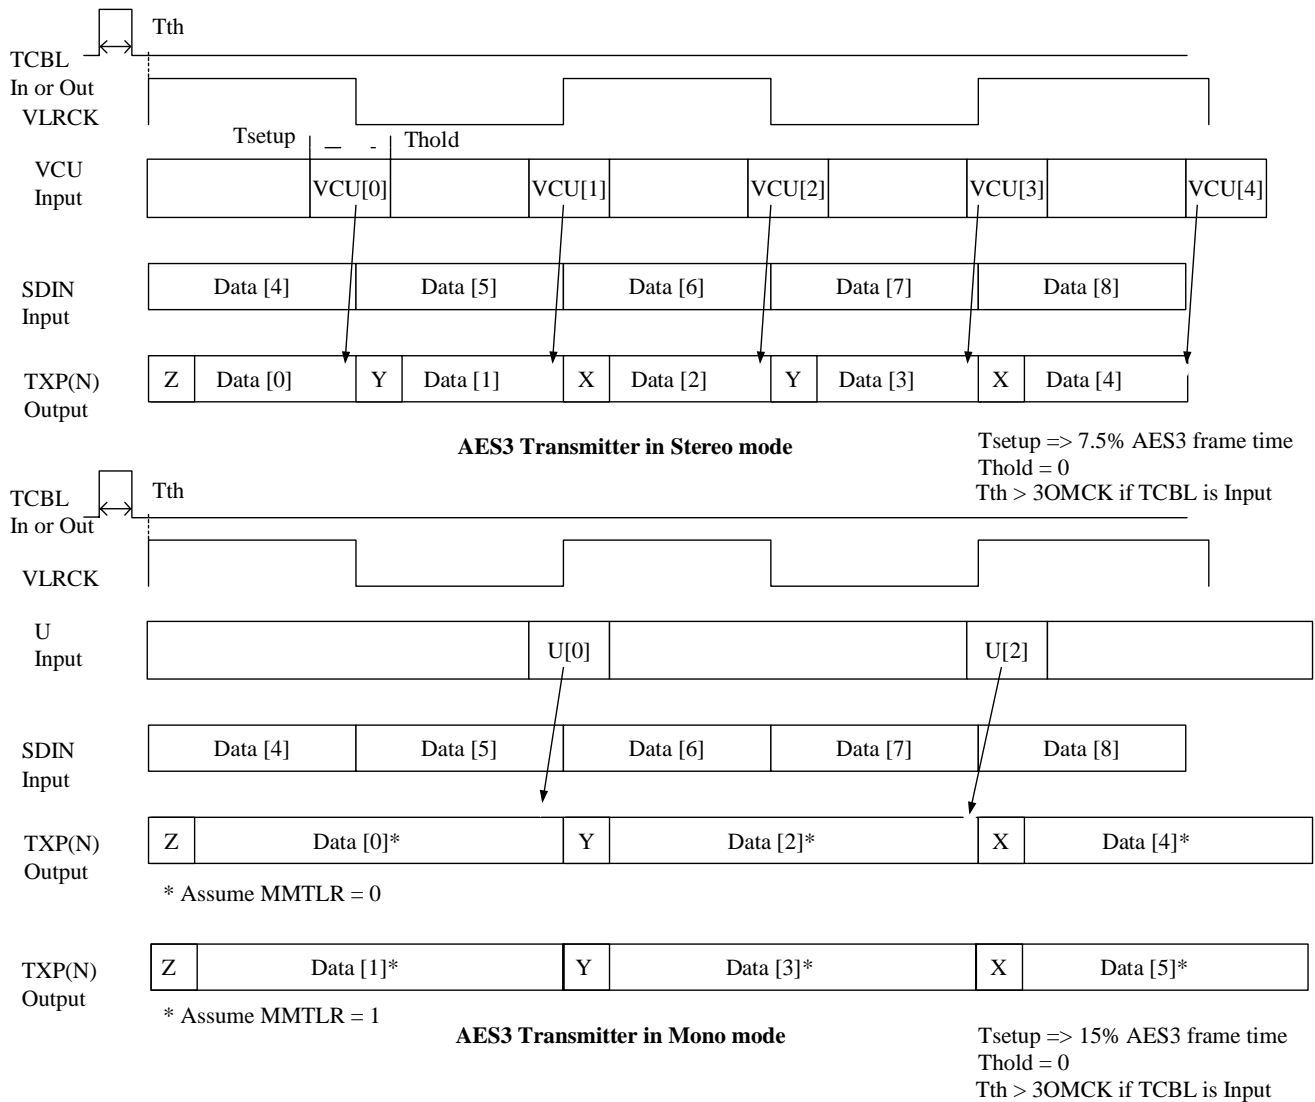 Tth
TCBL
In or Out
VLRCK
Tsetup Thold
VCU
Input
VCU[0] VCU[1] VCU[2] VCU[3] VCU[4]
SDIN
Input
Data [4] Data [5] Data [6] Data [7] Data [8]
TXP(N)
Output
Z Data [0] Y Data [1] X Data [2] Y Data [3] X Data [4]
AES3 Transmitter in Stereo mode
Tsetup => 7.5% AES3 frame time
Thold = 0
Tth > 3OMCK if TCBL is Input
Tth
TCBL
In or Out
VLRCK
U
Input
U[0] U[2]
SDIN
Input
Data [4] Data [5] Data [6] Data [7] Data [8]
TXP(N)
Output
Z Data [0]* Y Data [2]* X Data [4]*
* Assume MMTLR = 0
TXP(N)
Output
Z Data [1]* Y Data [3]* X Data [5]*
* Assume MMTLR = 1
AES3 Transmitter in Mono mode
Tsetup => 15% AES3 frame time
Thold = 0
Tth > 3OMCK if TCBL is Input